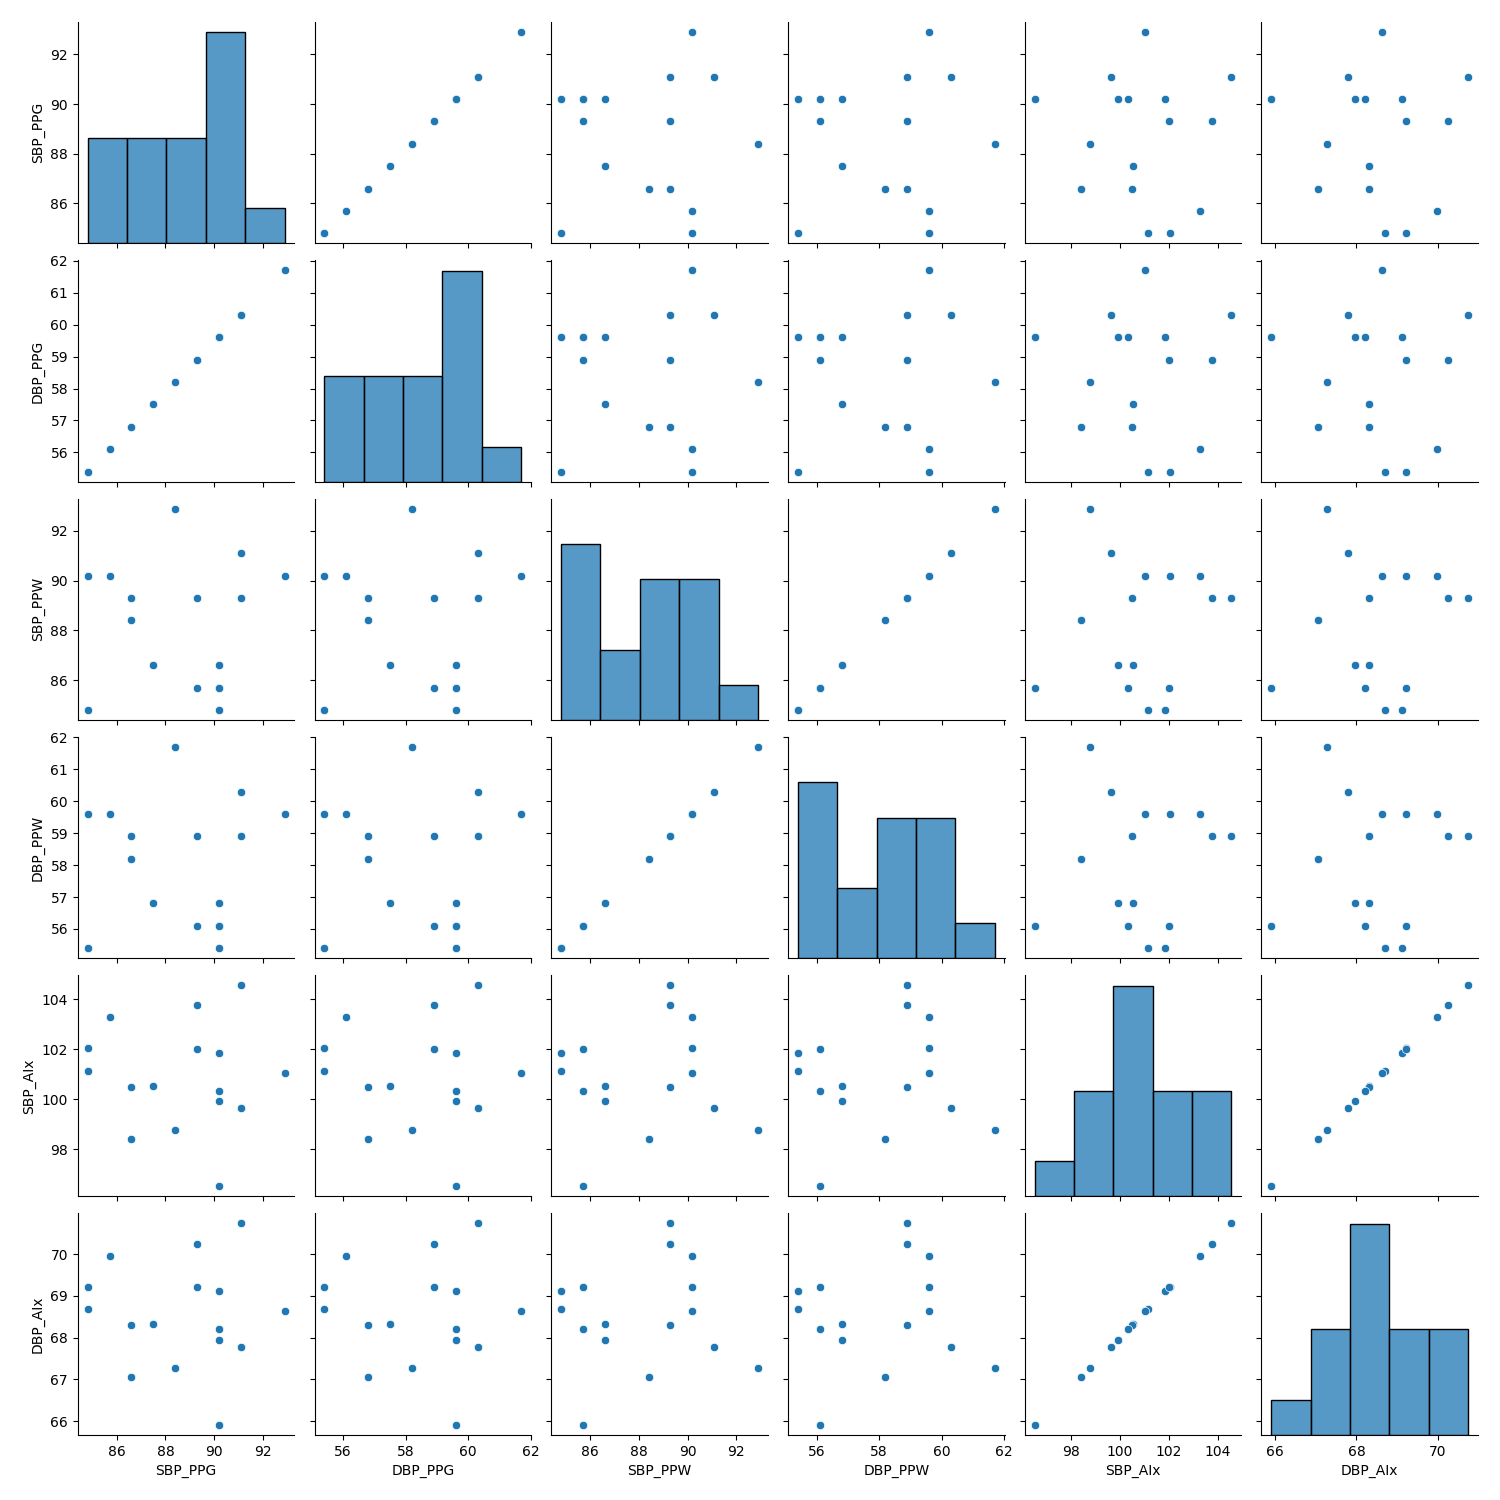 92
90
88
86
SBP_PPG
62
61
60
59
58
57
56
DBP_PPG
92
90
88
86
SBP_PPW
62
61
60
59
58
57
56
DBP_PPW
104
102
100
98
SBP_AIx
70
69
68
67
66
DBP_AIx
86 88 90 92
56 58 60 62
86 88 90 92
56 58 60 62
98 100 102 104
66 68 70
SBP_PPG DBP_PPG SBP_PPW DBP_PPW SBP_AIx DBP_AIx